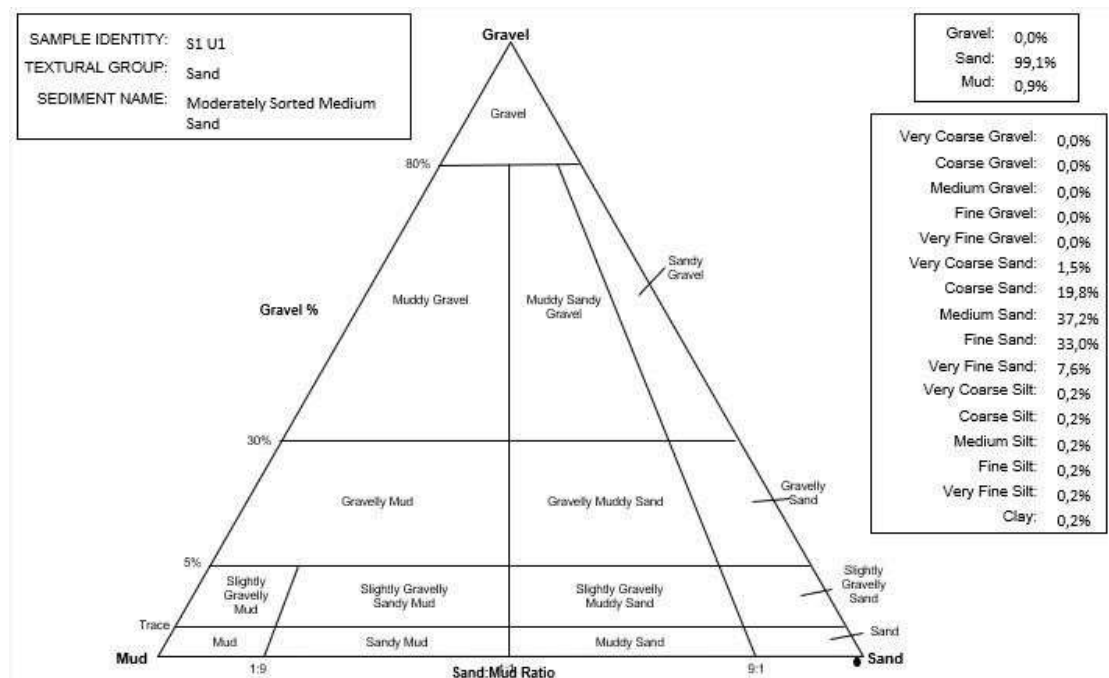 SAMPLE IDENTITY: S1 U1
TEXTURAL GROUP: Sand
SEDIMENT NAME: Moderately Sorted Medium
Sand
Gravel
Gravel: 0,0%
Sand: 99,1%
Mud: 0,9%
Gravel
80%
Very Coarse Gravel: 0,0%
Coarse Gravel: 0,0%
Medium Gravel: 0,0%
Fine Gravel: 0,0%
Very Fine Gravel: 0,0%
Very Coarse Sand: 1,5%
Coarse Sand: 19,8%
Medium Sand: 37,2%
Fine Sand: 33,0%
Very Fine Sand: 7,6%
Very Coarse Silt: 0,2%
Coarse Silt: 0,2%
Medium Silt: 0,2%
Fine Silt: 0,2%
Very Fine Silt: 0,2%
Clay: 0,2%
Sandy
Gravel
Gravel %
Muddy Gravel
Muddy Sandy
Gravel
30%
Gravelly Mud
Gravelly Muddy Sand
Gravelly
Sand
5%
Slightly
Gravelly
Mud
Slightly Gravelly
Sandy Mud
Slightly Gravelly
Muddy Sand
Slightly
Gravelly
Sand
Trace
Mud
Sandy Mud
Muddy Sand
Sand
Mud
Sand
1:9
9:1
Sand:Mud Ratio